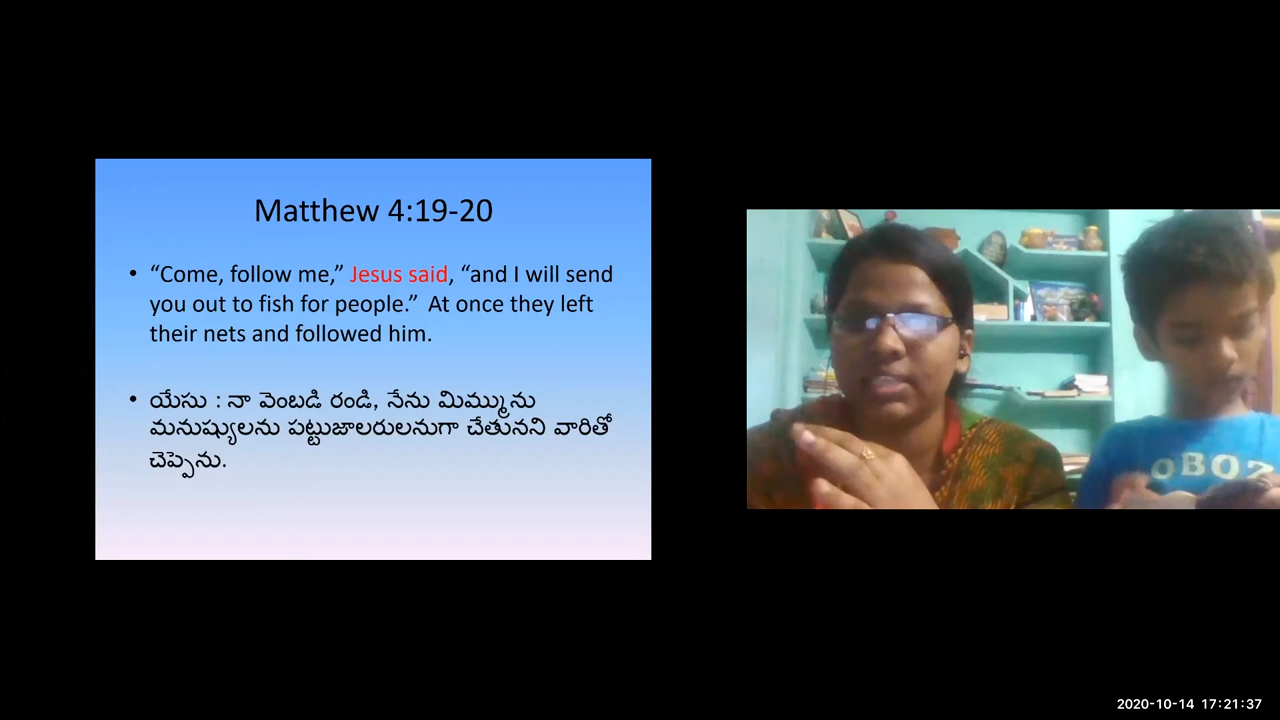 Matthew 4:19-20
• “Come, follow me,” Jesus said, “and I will send
you out to fish for people.” At once they left
their nets and followed him.
• యేసు : నా వెంబడి రండి, నేను మిమ్మును
మనుష్యులను పట్టుజాలరులనుగా చేతునని వారితో
చెప్పెను.
OBOZ
2020-10-14 17:21:37